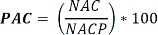 PAC = (NAC / NACP) * 100